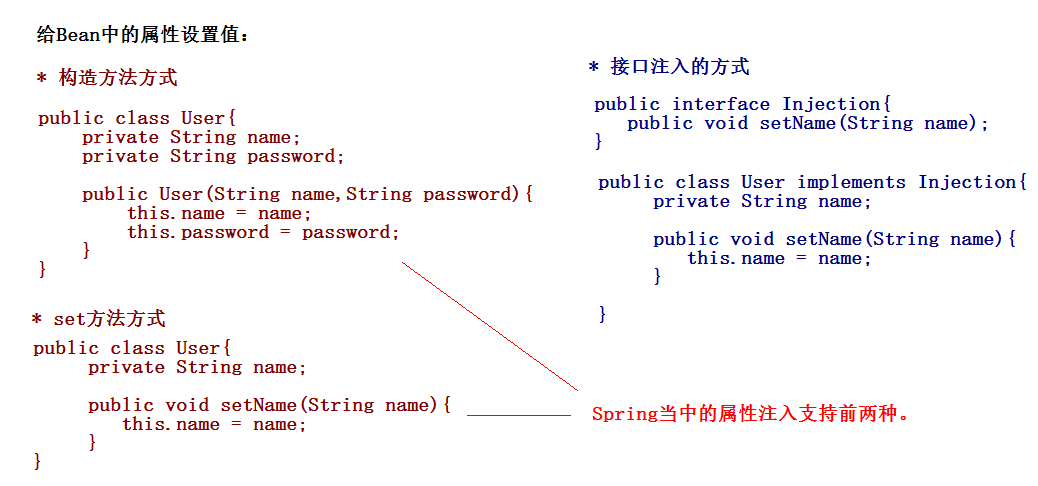 给Bean中的属性设置值:
* 构造方法方式
public class User{
private String name;
private String password;
public User(String name,String password){
this.name = name;
this.password = password;
}
}
* set方法方式
public class User{
private String name;
public void setName(String name){
this.name = name;
}
}
* 接口注入的方式
public interface Injection{
public void setName(String name);
}
public class User implements Injection{
private String name;
public void setName(String name){
this.name = name;
}
}
Spring当中的属性注入支持前两种。